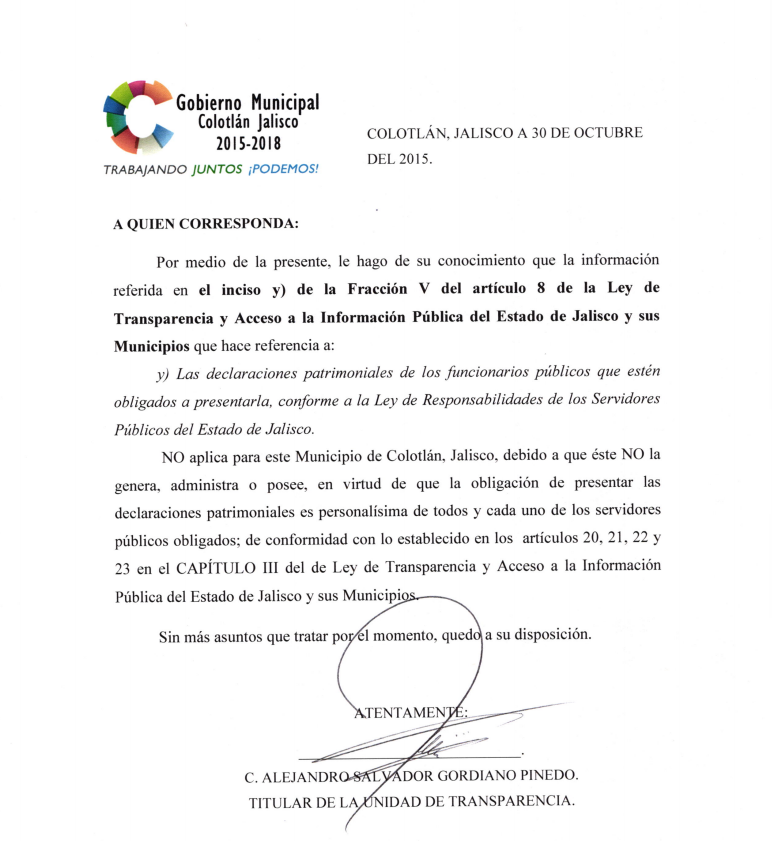 Gobierno Municipal
Colotlán Jalisco
2015-2018
TRABAJANDO JUNTOS ¡PODEMOS!
COLOTLÁN, JALISCO A 30 DE OCTUBRE
DEL 2015.
A QUIEN CORRESPONDA:
Por medio de la presente, le hago de su conocimiento que la información
referida en el inciso y) de la Fracción V del artículo 8 de la Ley de
Transparencia y Acceso a la Información Pública del Estado de Jalisco y sus
Municipios que hace referencia a:
y) Las declaraciones patrimoniales de los funcionarios públicos que estén
obligados a presentarla, conforme a la Ley de Responsabilidades de los Servidores
Públicos del Estado de Jalisco.
NO aplica para este Municipio de Colotlán, Jalisco, debido a que éste NO la
genera, administra o posee, en virtud de que la obligación de presentar las
declaraciones patrimoniales es personalísima de todos y cada uno de los servidores
públicos obligados; de conformidad con lo establecido en los artículos 20, 21, 22 y
23 en el CAPÍTULO III del de Ley de Transparencia y Acceso a la Información
Pública del Estado de Jalisco y sus Municipios.
Sin más asuntos que tratar por el momento, quedo a su disposición.
ATENTAMENTE:
C. ALEJANDRO SALVADOR GORDIANO PINEDO.
TITULAR DE LA UNIDAD DE TRANSPARENCIA.